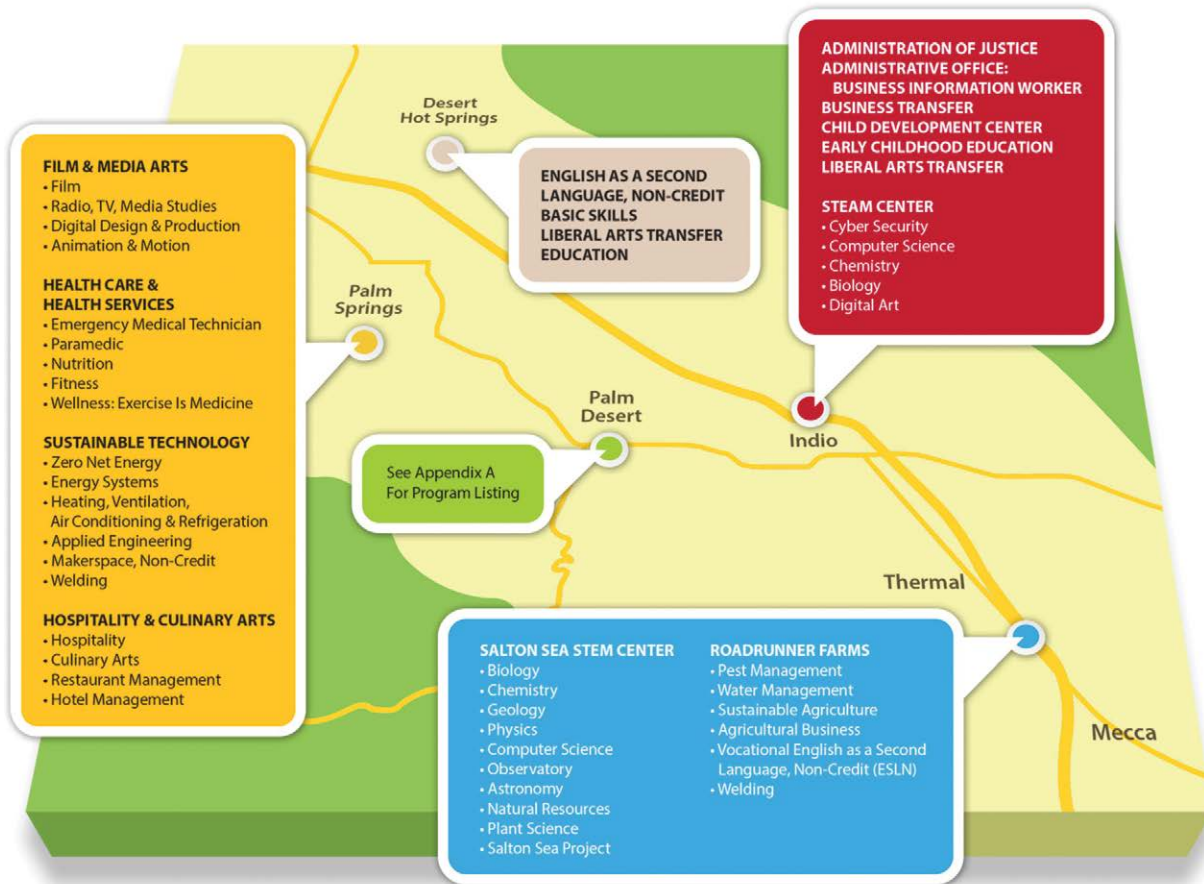 FILM & MEDIA ARTS
• Film
• Radio, TV, Media Studies
• Digital Design & Production
• Animation & Motion
HEALTH CARE &
HEALTH SERVICES
• Emergency Medical Technician
• Paramedic
• Nutrition
• Fitness
• Wellness: Exercise Is Medicine
SUSTAINABLE TECHNOLOGY
• Zero Net Energy
• Energy Systems
• Heating, Ventilation,
Air Conditioning & Refrigeration
• Applied Engineering
• Makerspace, Non-Credit
• Welding
HOSPITALITY & CULINARY ARTS
• Hospitality
• Culinary Arts
• Restaurant Management
• Hotel Management
Desert
Hot Springs
ENGLISH AS A SECOND
LANGUAGE, NON-CREDIT
BASIC SKILLS
LIBERAL ARTS TRANSFER
EDUCATION
ADMINISTRATION OF JUSTICE
ADMINISTRATIVE OFFICE:
BUSINESS INFORMATION WORKER
BUSINESS TRANSFER
CHILD DEVELOPMENT CENTER
EARLY CHILDHOOD EDUCATION
LIBERAL ARTS TRANSFER
STEAM CENTER
• Cyber Security
• Computer Science
• Chemistry
• Biology
• Digital Art
Palm
Springs
Palm
Desert
Indio
See Appendix A
For Program Listing
Thermal
SALTON SEA STEM CENTER
• Biology
• Chemistry
• Geology
• Physics
• Computer Science
• Observatory
• Astronomy
• Natural Resources
• Plant Science
• Salton Sea Project
ROADRUNNER FARMS
• Pest Management
• Water Management
• Sustainable Agriculture
• Agricultural Business
• Vocational English as a Second
Language, Non-Credit (ESLN)
• Welding
Mecca